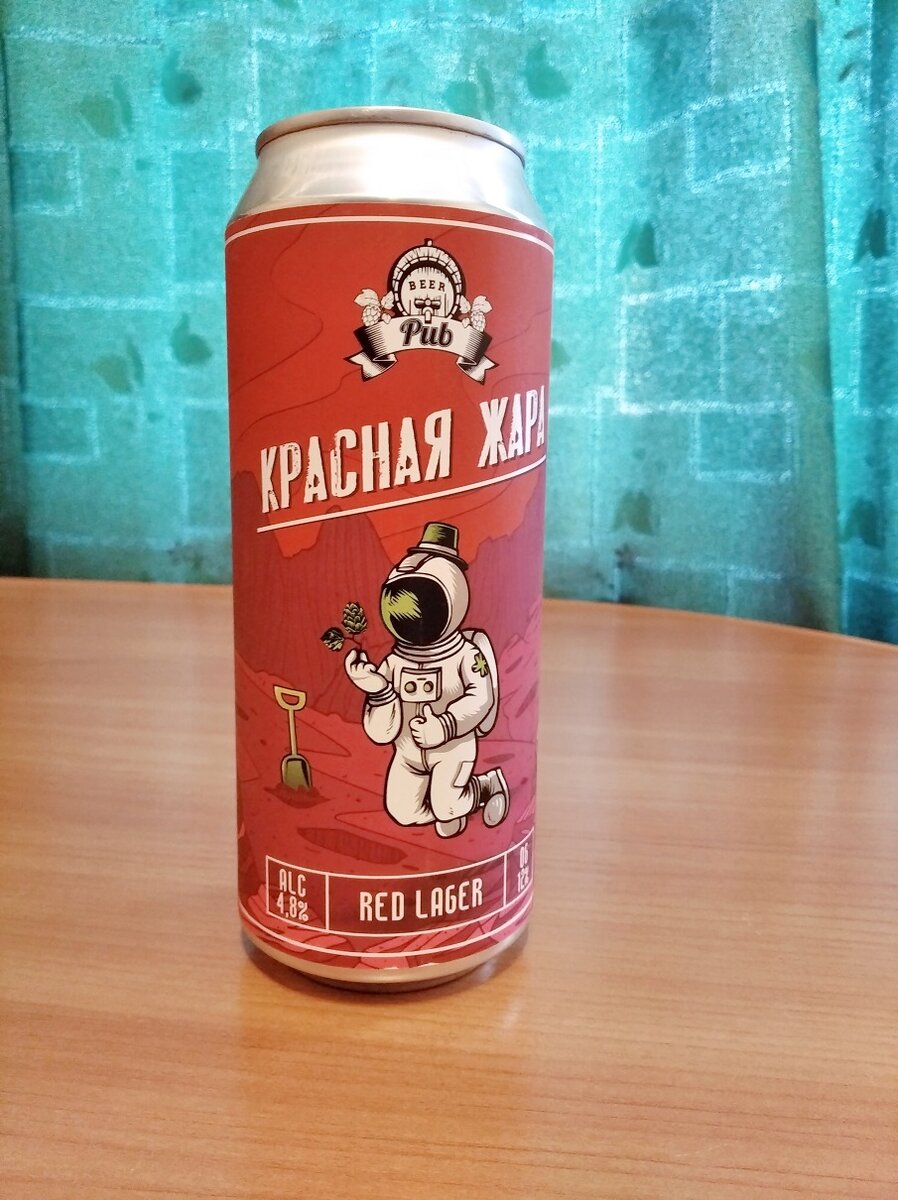 BEER
Pub
КРАСНАЯ ЖАРА
ALC
4,8%
RED LAGER
OG
12%